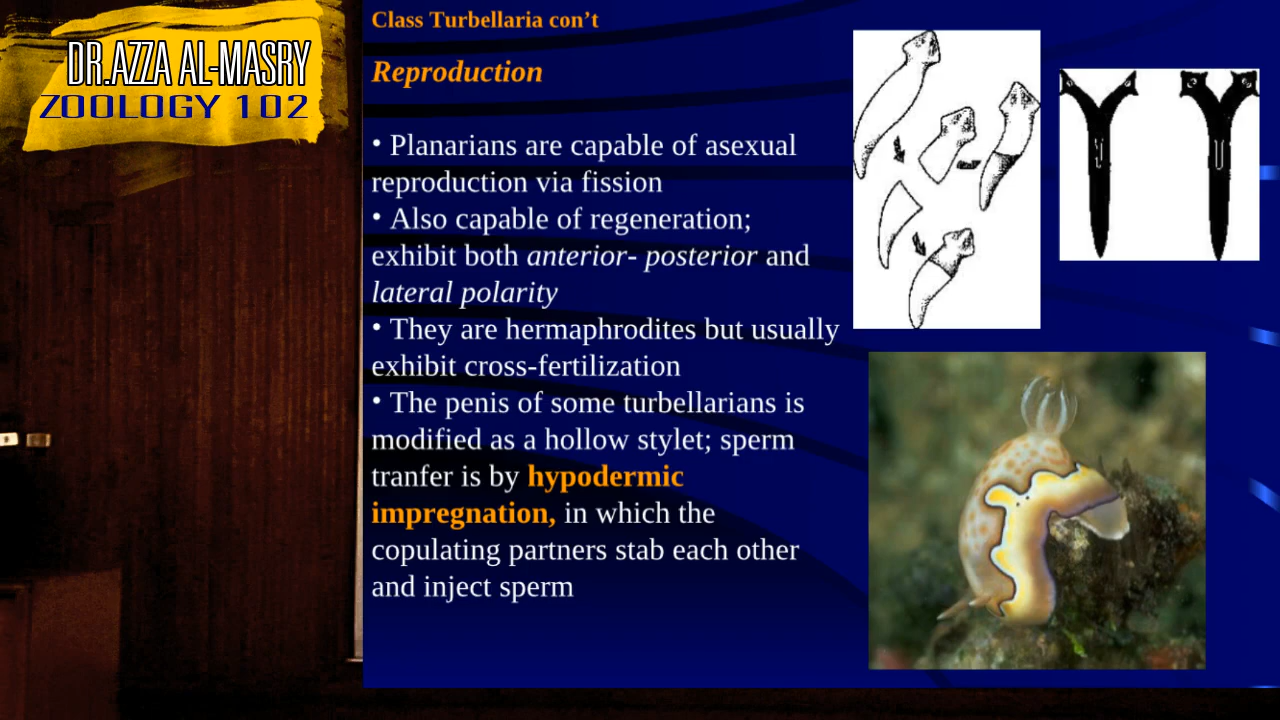 DR.AZZA AL-MASRY
ZOOLOGY 102
Class Turbellaria con’t
Reproduction
• Planarians are capable of asexual
reproduction via fission
• Also capable of regeneration;
exhibit both anterior- posterior and
lateral polarity
• They are hermaphrodites but usually
exhibit cross-fertilization
• The penis of some turbellarians is
modified as a hollow stylet; sperm
tranfer is by hypodermic
impregnation, in which the
copulating partners stab each other
and inject sperm